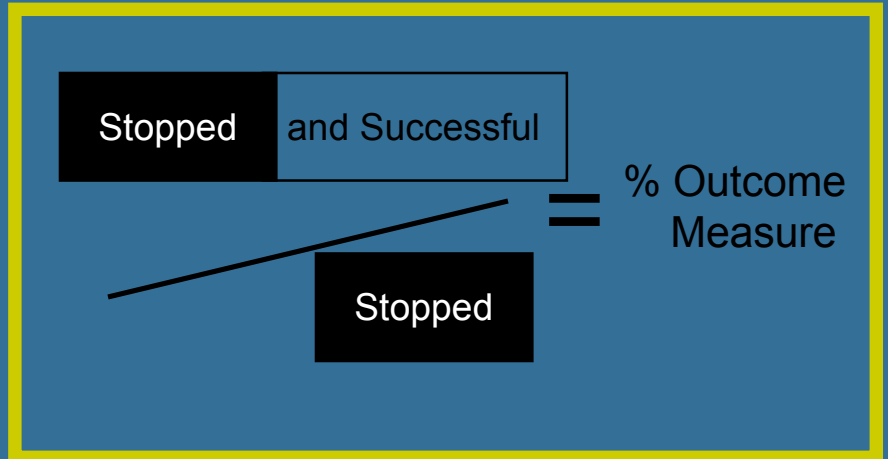 Stopped and Successful
= % Outcome
Measure
Stopped